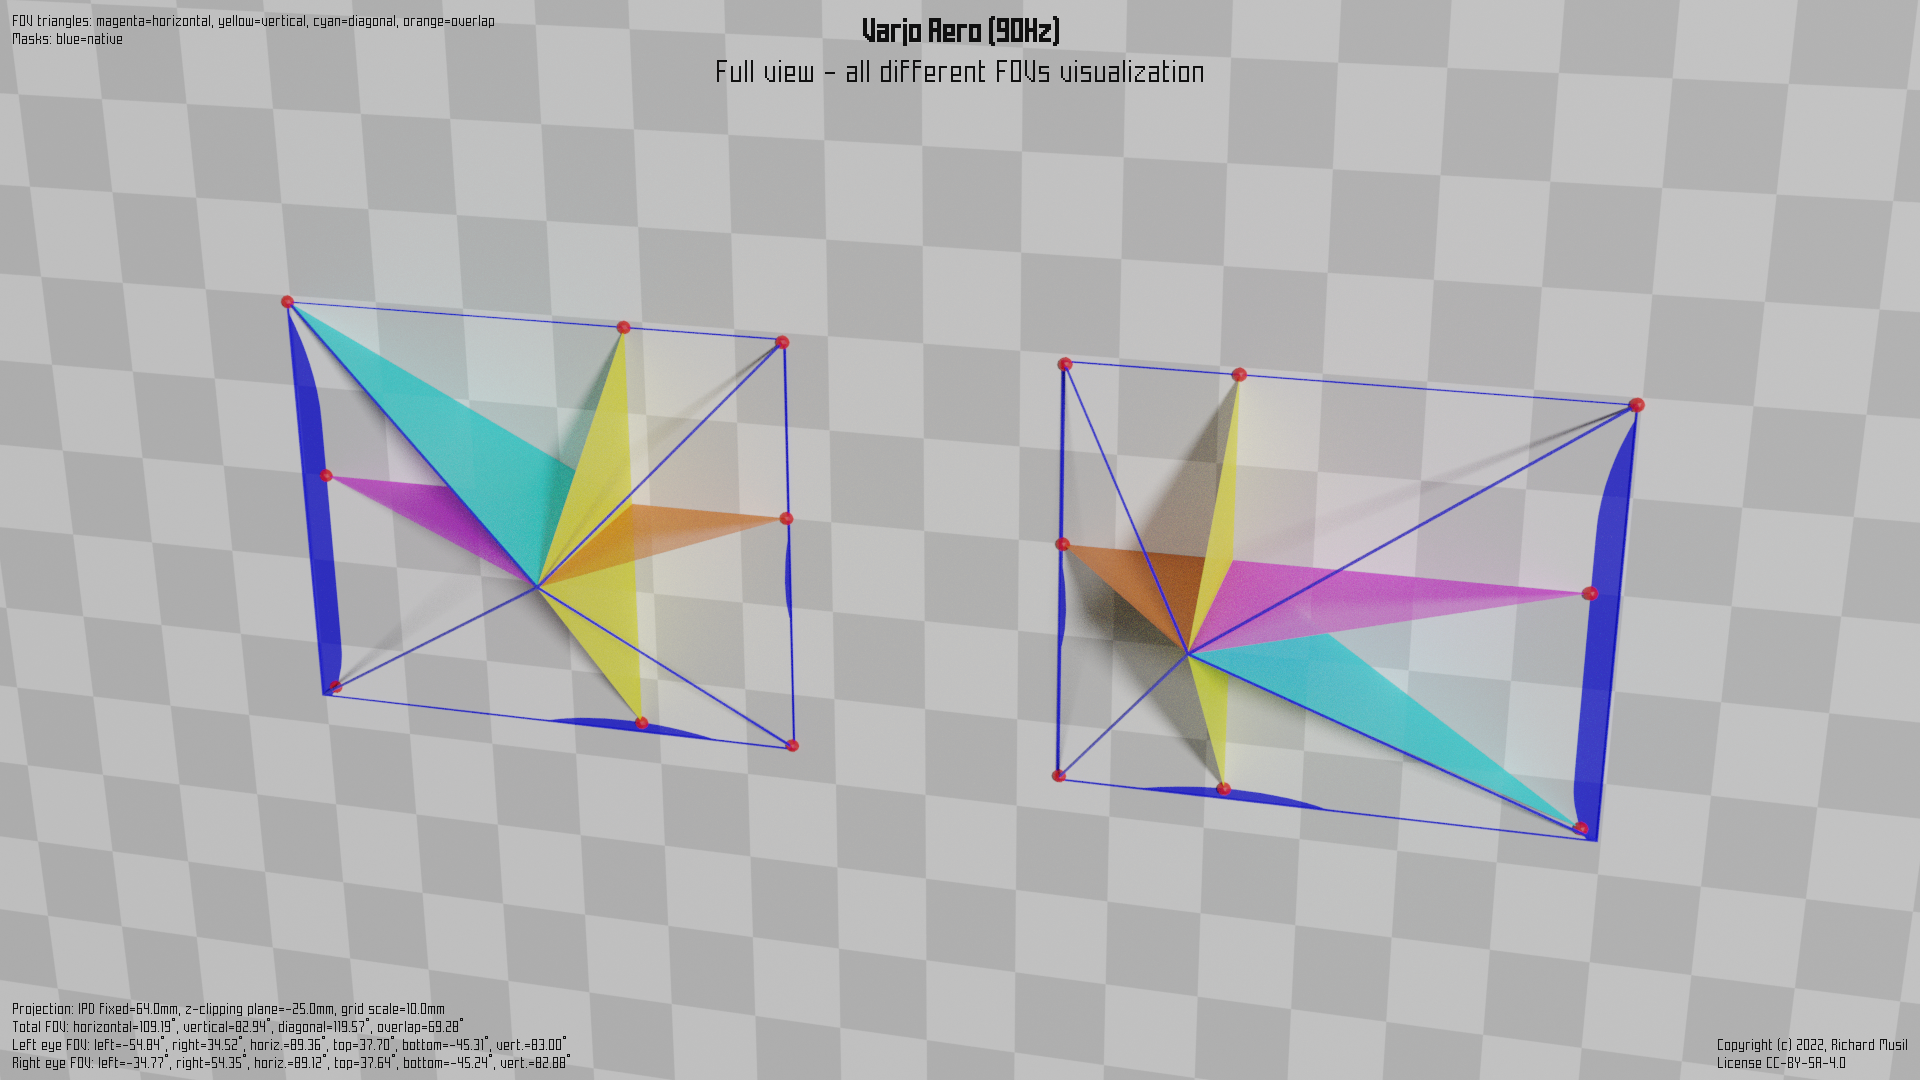 FOV triangles: magenta=horizontal, yellow=vertical, cyan=diagonal, orange=overlap
Masks: blue=native
Varjo Aero (90Hz)
Full view - all different FOVs visualization
Projection: IPD fixed=64.0mm, z-clipping plane=-25.0mm, grid scale=10.0mm
Total FOV: horizontal=109.19°, vertical=82.94°, diagonal=119.57°, overlap=69.28°
Left eye FOV: left=-54.84°, right=34.52°, horiz.=89.36°, top=37.70°, bottom=-45.31°, vert.=83.00°
Right eye FOV: left=-34.77°, right=54.35°, horiz.=89.12°, top=37.64°, bottom=-45.24°, vert.=82.88°
Copyright (c) 2022, Richard Musil
License CC-BY-SA-4.0